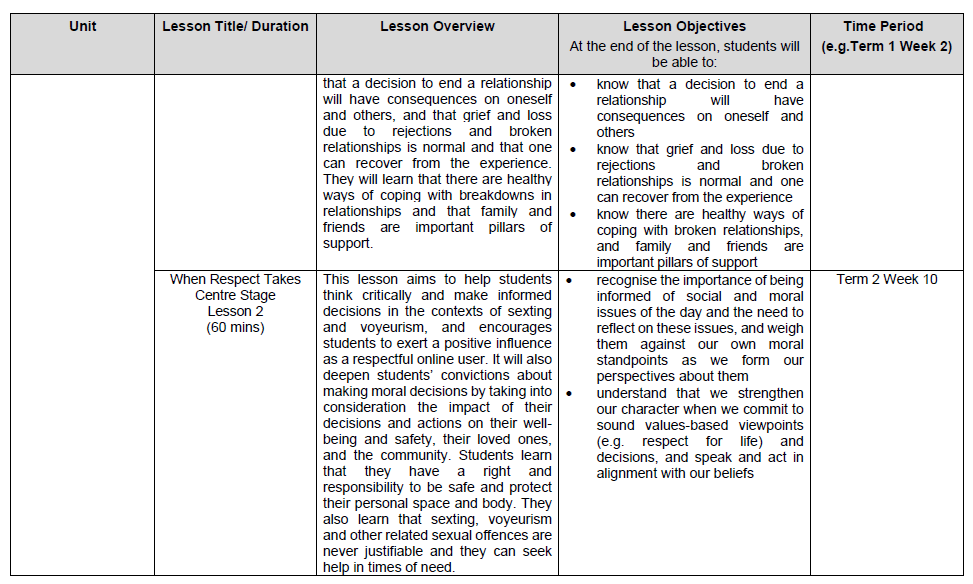 Unit
Lesson Title/ Duration
Lesson Overview
Lesson Objectives
At the end of the lesson, students will
be able to:
Time Period
(e.g.Term 1 Week 2)
that a decision to end a relationship
will have consequences on oneself
and others, and that grief and loss
due to rejections and broken
relationships is normal and that one
can recover from the experience.
They will learn that there are healthy
ways of coping with breakdowns in
relationships and that family and
friends are important pillars of
support.
• know that a decision to end a
relationship will have
consequences on oneself and
others
• know that grief and loss due to
rejections and broken
relationships is normal and one
can recover from the experience
• know there are healthy ways of
coping with broken relationships,
and family and friends are
important pillars of support
When Respect Takes
Centre Stage
Lesson 2
(60 mins)
This lesson aims to help students
think critically and make informed
decisions in the contexts of sexting
and voyeurism, and encourages
students to exert a positive influence
as a respectful online user. It will also
deepen students’ convictions about
making moral decisions by taking into
consideration the impact of their
decisions and actions on their well-
being and safety, their loved ones,
and the community. Students learn
that they have a right and
responsibility to be safe and protect
their personal space and body. They
also learn that sexting, voyeurism
and other related sexual offences are
never justifiable and they can seek
help in times of need.
• recognise the importance of being
informed of social and moral
issues of the day and the need to
reflect on these issues, and weigh
them against our own moral
standpoints as we form our
perspectives about them
• understand that we strengthen
our character when we commit to
sound values-based viewpoints
(e.g. respect for life) and
decisions, and speak and act in
alignment with our beliefs
Term 2 Week 10